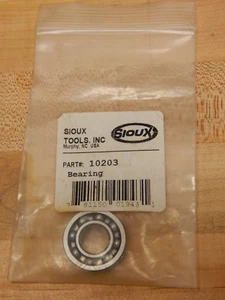 SIOUX
TOOLS, INC
Murphy, NC USA
SIOUX
PART#: 10203
Bearing